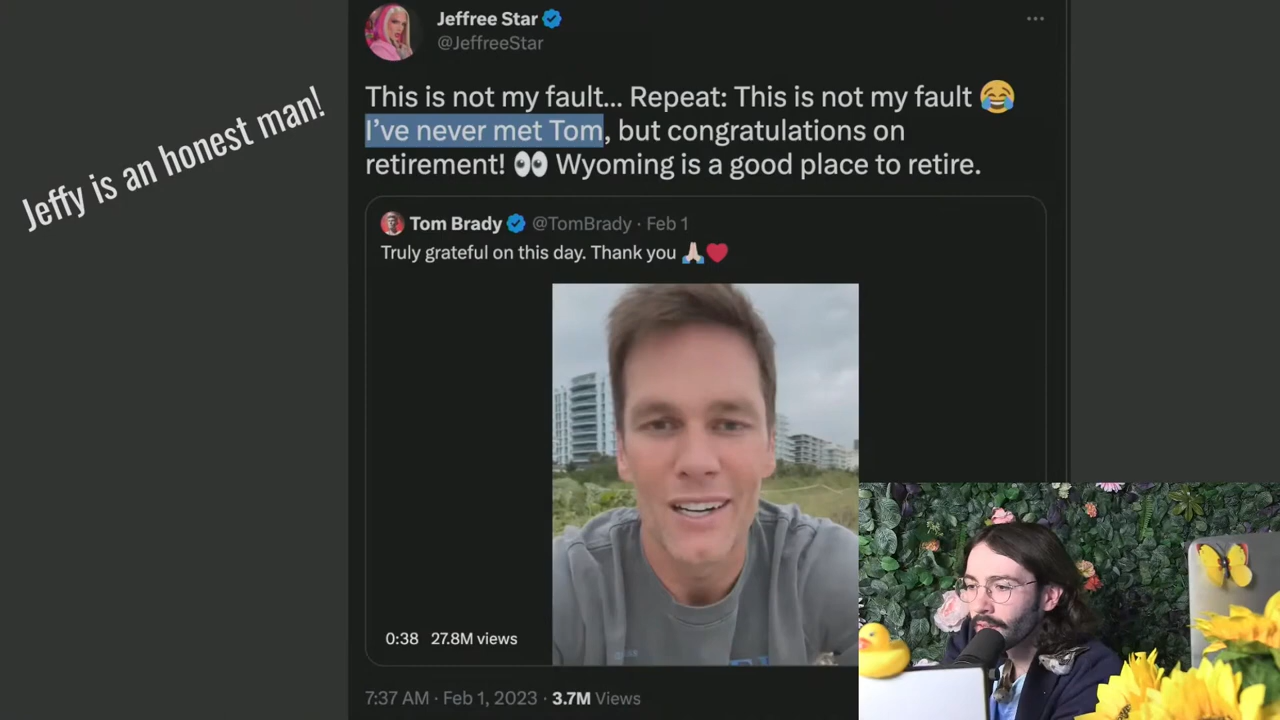 Jeffree Star
@JeffreeStar
Jeffy is an honest man!
This is not my fault... Repeat: This is not my fault 😂
I've never met Tom, but congratulations on
retirement! 👀 Wyoming is a good place to retire.
Tom Brady @TomBrady · Feb 1
Truly grateful on this day. Thank you 🙏🏻❤️
0:38 27.8M views
7:37 AM · Feb 1, 2023 · 3.7M Views